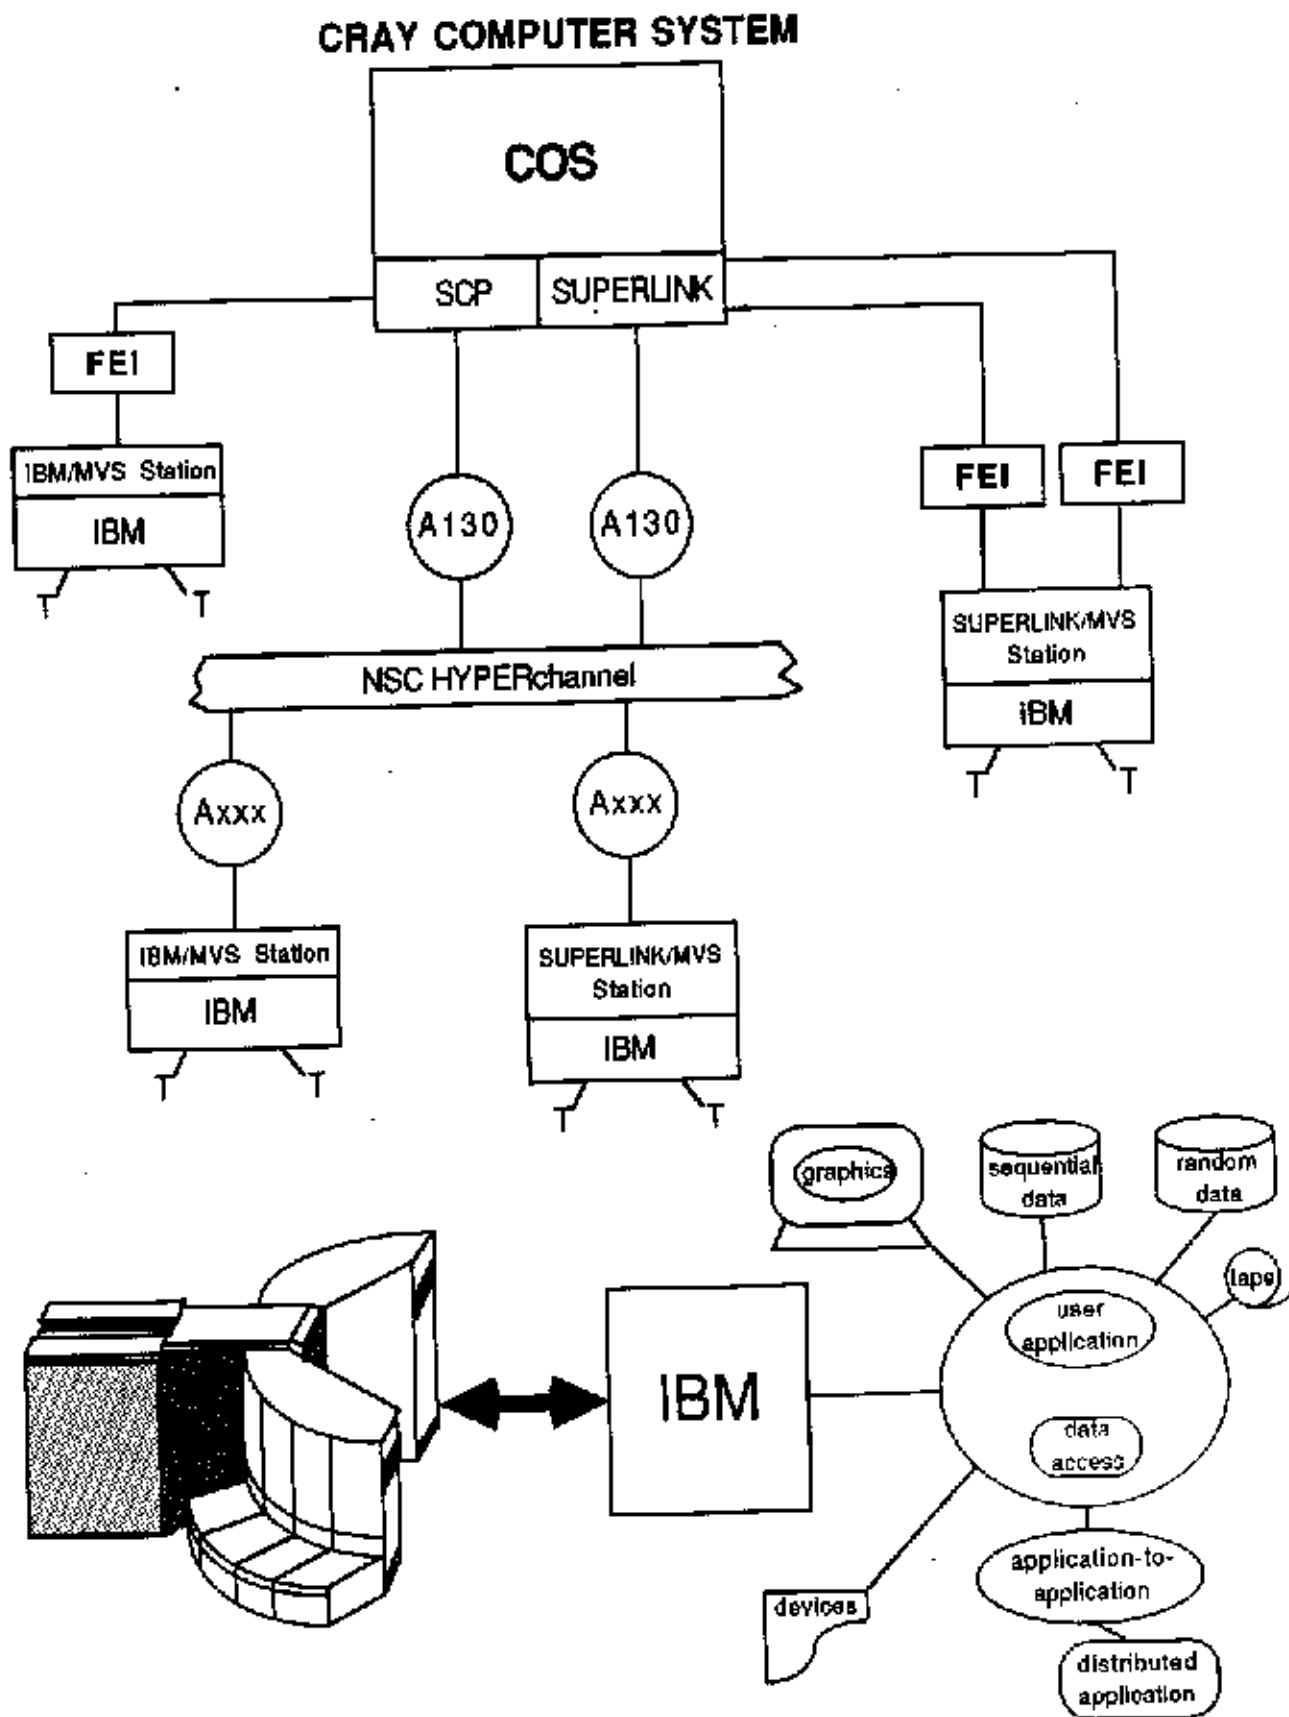 CRAY COMPUTER SYSTEM
COS
SCP
SUPERLINK
FEI
IBM/MVS Station
IBM
T
T
A130
A130
FEI
FEI
SUPERLINK/MVS
Station
IBM
T
T
NSC HYPERchannel
Axxx
Axxx
IBM/MVS Station
IBM
T
T
SUPERLINK/MVS
Station
IBM
T
T
graphics
sequential
data
random
data
tape
user
application
IBM
data
access
application-to-
application
devices
distributed
application